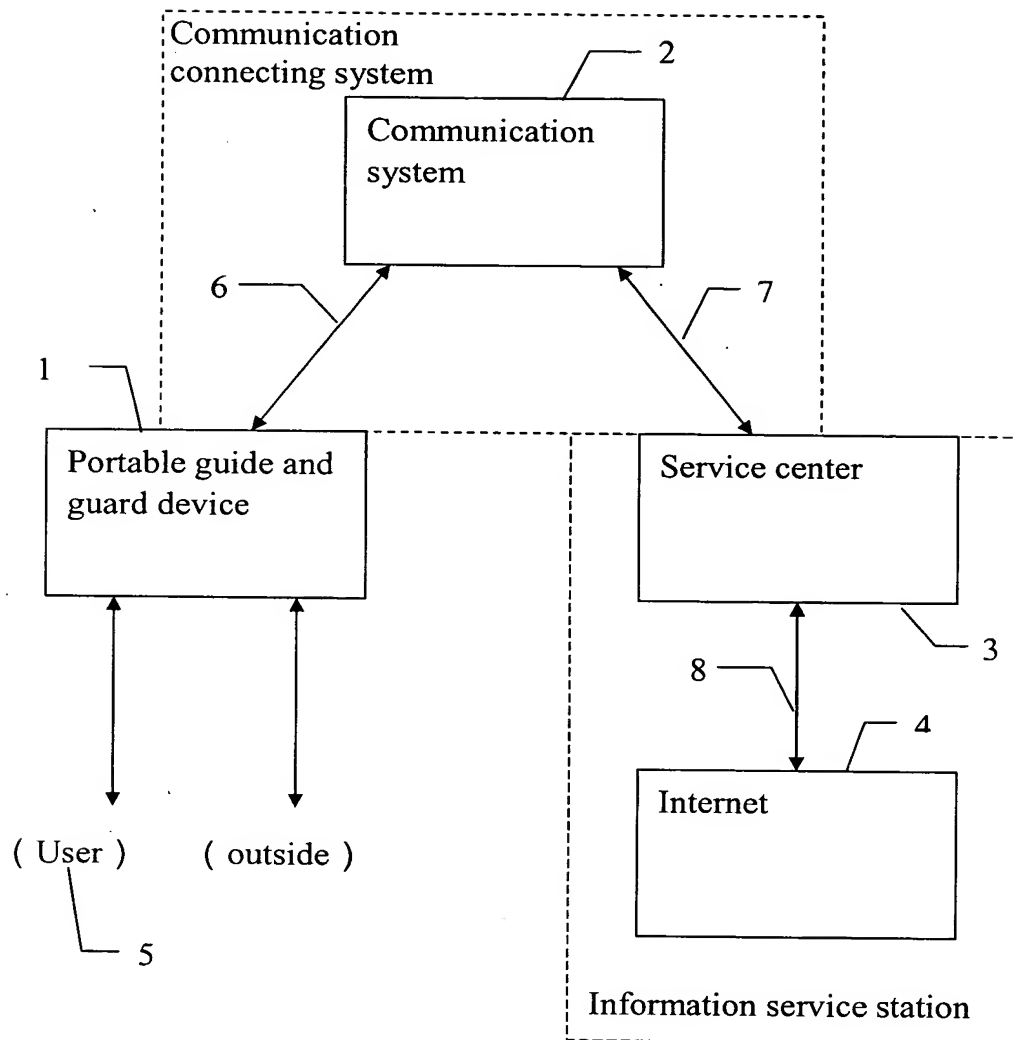 Communication
connecting system
2
Communication
system
6
7
1
Portable guide and
guard device
Service center
3
8
4
Internet
( User )
( outside )
5
Information service station